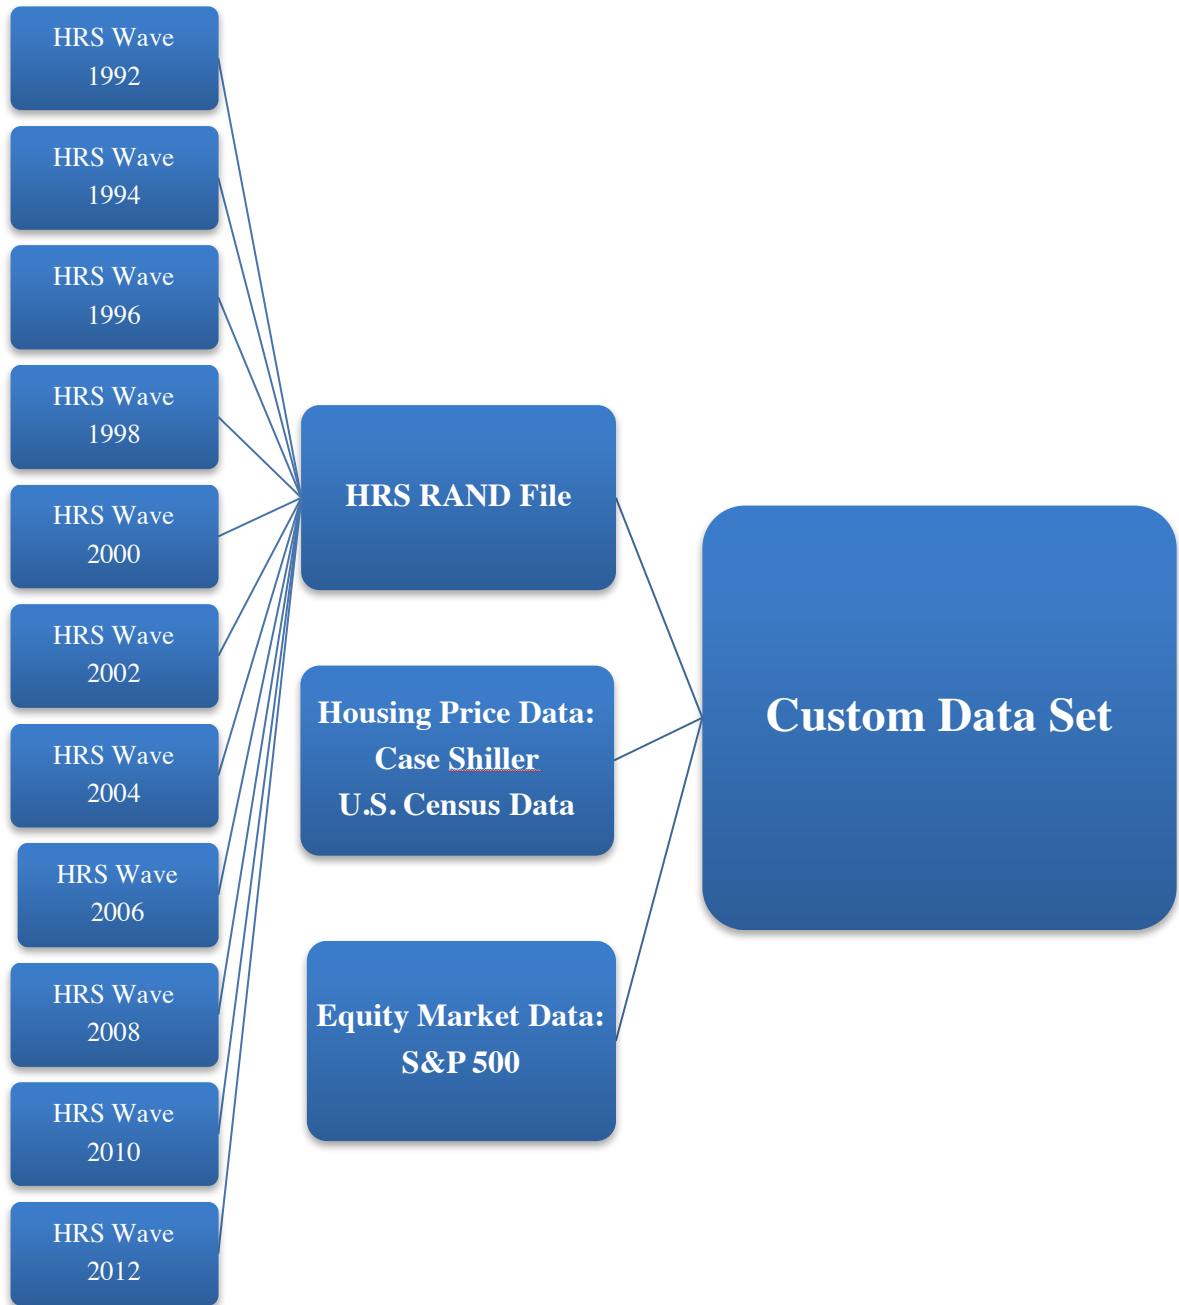 HRS Wave
1992
HRS Wave
1994
HRS Wave
1996
HRS Wave
1998
HRS Wave
2000
HRS Wave
2002
HRS Wave
2004
HRS Wave
2006
HRS Wave
2008
HRS Wave
2010
HRS Wave
2012
HRS RAND File
Housing Price Data:
Case Shiller
U.S. Census Data
Equity Market Data:
S&P 500
Custom Data Set